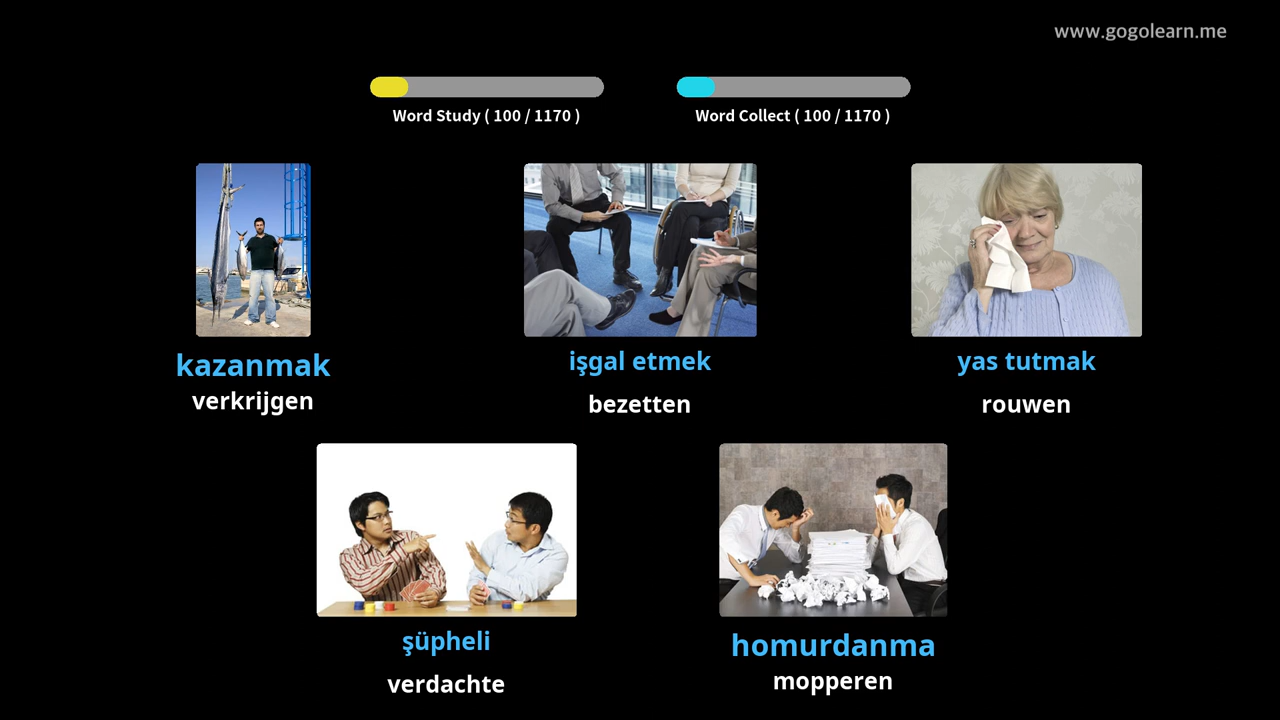 www.gogolearn.me
Word Study ( 100 / 1170 )
Word Collect ( 100 / 1170 )
kazanmak
verkrijgen
işgal etmek
bezetten
yas tutmak
rouwen
şüpheli
verdachte
homurdanma
mopperen